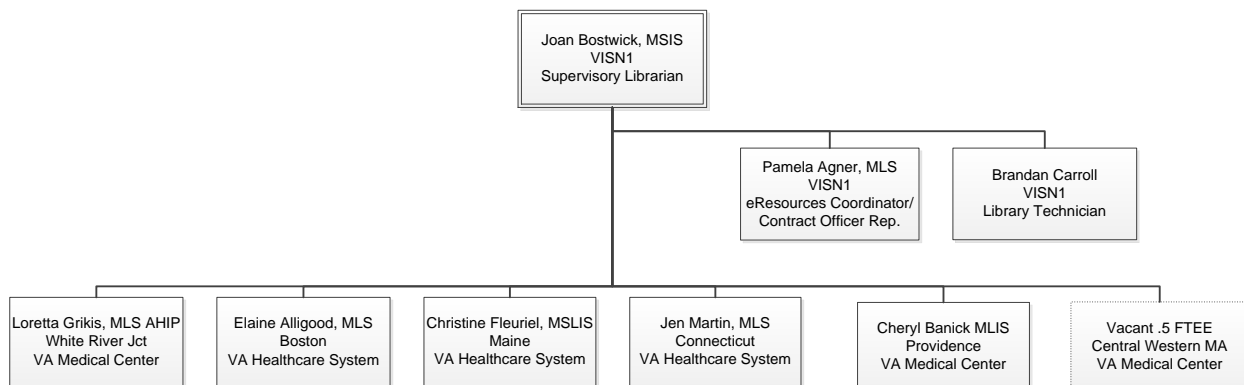 Joan Bostwick, MSIS
VISN1
Supervisory Librarian
Pamela Agner, MLS
VISN1
eResources Coordinator/
Contract Officer Rep.
Brandan Carroll
VISN1
Library Technician
Loretta Grikis, MLS AHIP
White River Jct
VA Medical Center
Elaine Alligood, MLS
Boston
VA Healthcare System
Christine Fleuriel, MSLIS
Maine
VA Healthcare System
Jen Martin, MLS
Connecticut
VA Healthcare System
Cheryl Banick MLIS
Providence
VA Medical Center
Vacant .5 FTEE
Central Western MA
VA Medical Center